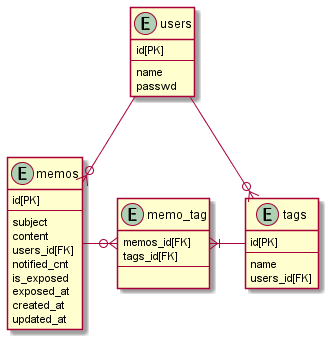 E users
id[PK]
name
passwd
E memos
id[PK]
subject
content
users_id[FK]
notified_cnt
is_exposed
exposed_at
created_at
updated_at
E memo_tag
memos_id[FK]
tags_id[FK]
E tags
id[PK]
name
users_id[FK]